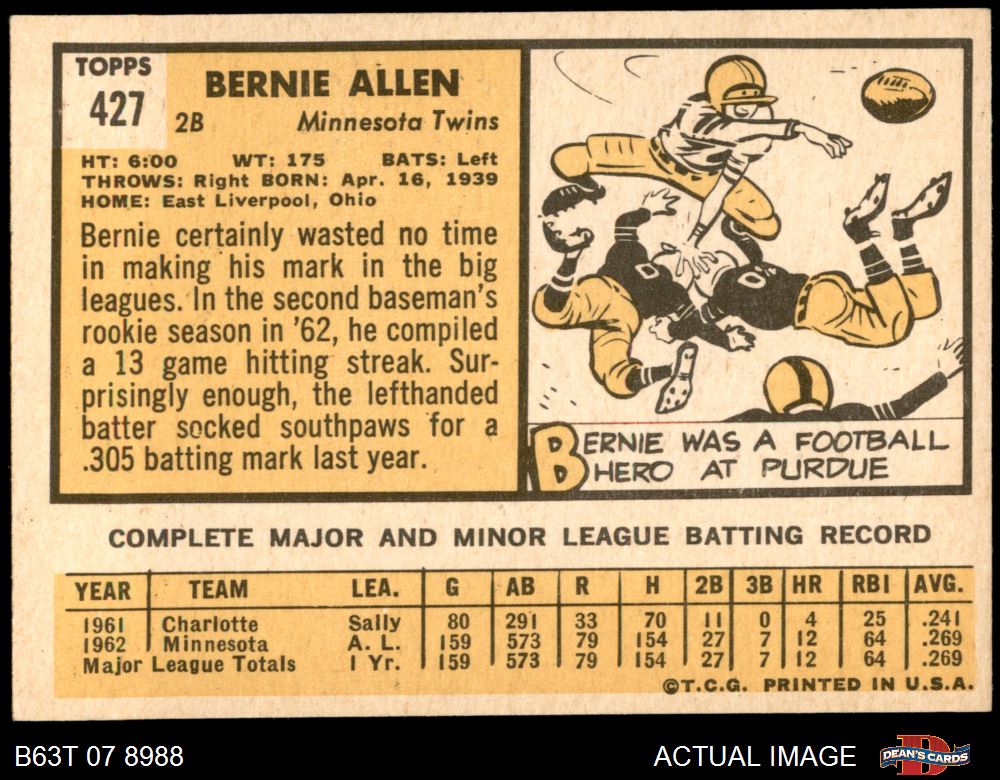 TOPPS
427
BERNIE ALLEN
2B Minnesota Twins
HT: 6:00 WT: 175 BATS: Left
THROWS: Right BORN: Apr. 16, 1939
HOME: East Liverpool, Ohio
Bernie certainly wasted no time
in making his mark in the big
leagues. In the second baseman's
rookie season in '62, he compiled
a 13 game hitting streak. Sur-
prisingly enough, the lefthanded
batter socked southpaws for a
.305 batting mark last year.
BERNIE WAS A FOOTBALL
HERO AT PURDUE
COMPLETE MAJOR AND MINOR LEAGUE BATTING RECORD
YEAR TEAM LEA. G AB R H 2B 3B HR RBI AVG.
1961 Charlotte Sally 80 291 33 70 11 0 4 25 .241
1962 Minnesota A. L. 159 573 79 154 27 7 12 64 .269
Major League Totals 1 Yr. 159 573 79 154 27 7 12 64 .269
©T.C.G. PRINTED IN U.S.A.
B63T 07 8988 ACTUAL IMAGE DEAN'S CARDS